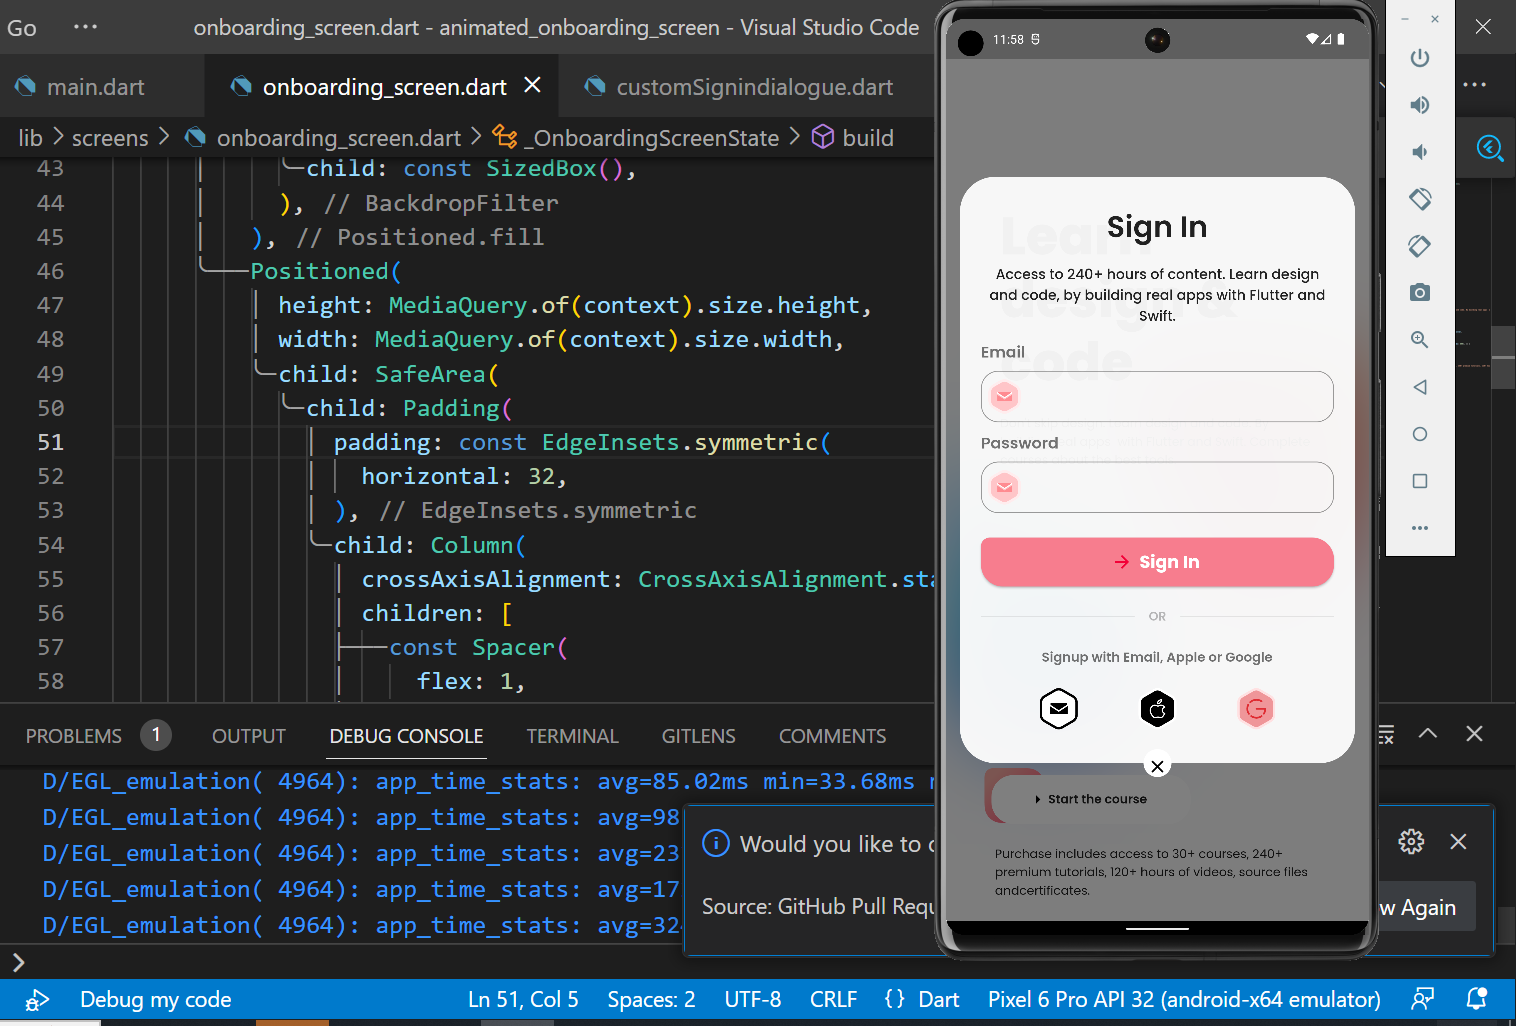 Go ··· onboarding_screen.dart - animated_onboarding_screen - Visual Studio Code
main.dart onboarding_screen.dart customSignindialogue.dart
lib > screens > onboarding_screen.dart > _OnboardingScreenState > build
43 child: const SizedBox(),
44 ), // BackdropFilter
45 ), // Positioned.fill
46 Positioned(
47 height: MediaQuery.of(context).size.height,
48 width: MediaQuery.of(context).size.width,
49 child: SafeArea(
50 child: Padding(
51 padding: const EdgeInsets.symmetric(
52 horizontal: 32,
53 ), // EdgeInsets.symmetric
54 child: Column(
55 crossAxisAlignment: CrossAxisAlignment.sta
56 children: [
57 const Spacer(
58 flex: 1,
PROBLEMS 1 OUTPUT DEBUG CONSOLE TERMINAL GITLENS COMMENTS
D/EGL_emulation( 4964): app_time_stats: avg=85.02ms min=33.68ms
D/EGL_emulation( 4964): app_time_stats: avg=98
D/EGL_emulation( 4964): app_time_stats: avg=23
D/EGL_emulation( 4964): app_time_stats: avg=17
D/EGL_emulation( 4964): app_time_stats: avg=324
Would you like to
Source: GitHub Pull Requ
w Again
11:58
Learn
design &
code
Sign In
Access to 240+ hours of content. Learn design
and code, by building real apps with Flutter and
Swift.
Email
Password
Sign In
OR
Signup with Email, Apple or Google
Start the course
Purchase includes access to 30+ courses, 240+
premium tutorials, 120+ hours of videos, source files
andcertificates.
Debug my code Ln 51, Col 5 Spaces: 2 UTF-8 CRLF {} Dart Pixel 6 Pro API 32 (android-x64 emulator)